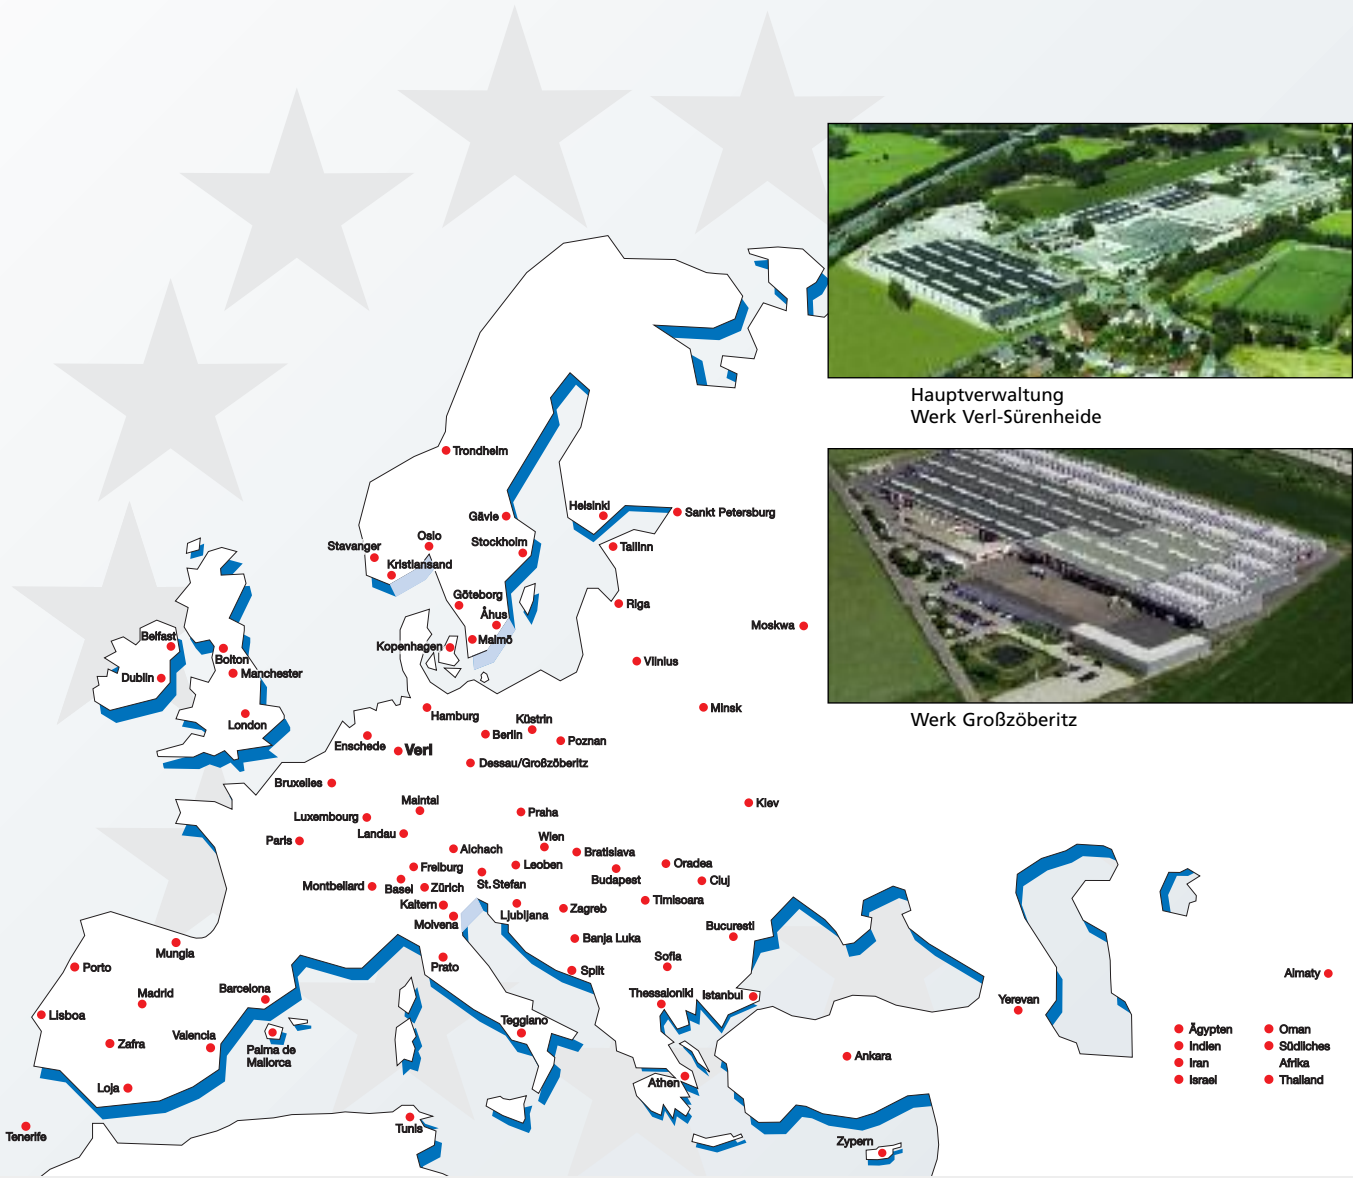 Hauptverwaltung
Werk Verl-Sürenheide
Trondheim
Helsinki
Sankt Petersburg
Gävle
Oslo
Stockholm
Stavanger
Tallinn
Kristiansand
Göteborg
Riga
Åhus
Moskwa
Belfast
Malmö
Kopenhagen
Bolton
Vilnius
Manchester
Dublin
Minsk
Hamburg
Werk Großzöberitz
Küstrin
London
Berlin
Poznan
Enschede
Verl
Dessau/Großzöberitz
Bruxelles
Maintal
Kiev
Luxembourg
Praha
Landau
Wien
Paris
Aichach
Bratislava
Oradea
Freiburg
Leoben
Budapest
Cluj
Montbeliard
Basel
Zürich
St. Stefan
Timisoara
Kaltern
Ljubljana
Zagreb
Molvena
Bucuresti
Banja Luka
Mungia
Sofia
Porto
Prato
Split
Almaty
Barcelona
Madrid
Thessaloniki
Istanbul
Yerevan
Lisboa
Teggiano
Valencia
Zafra
Palma de
Mallorca
Ankara
Athen
Loja
Ägypten
Indien
Iran
Israel
Oman
Südliches
Afrika
Thailand
Tunis
Tenerife
Zypern